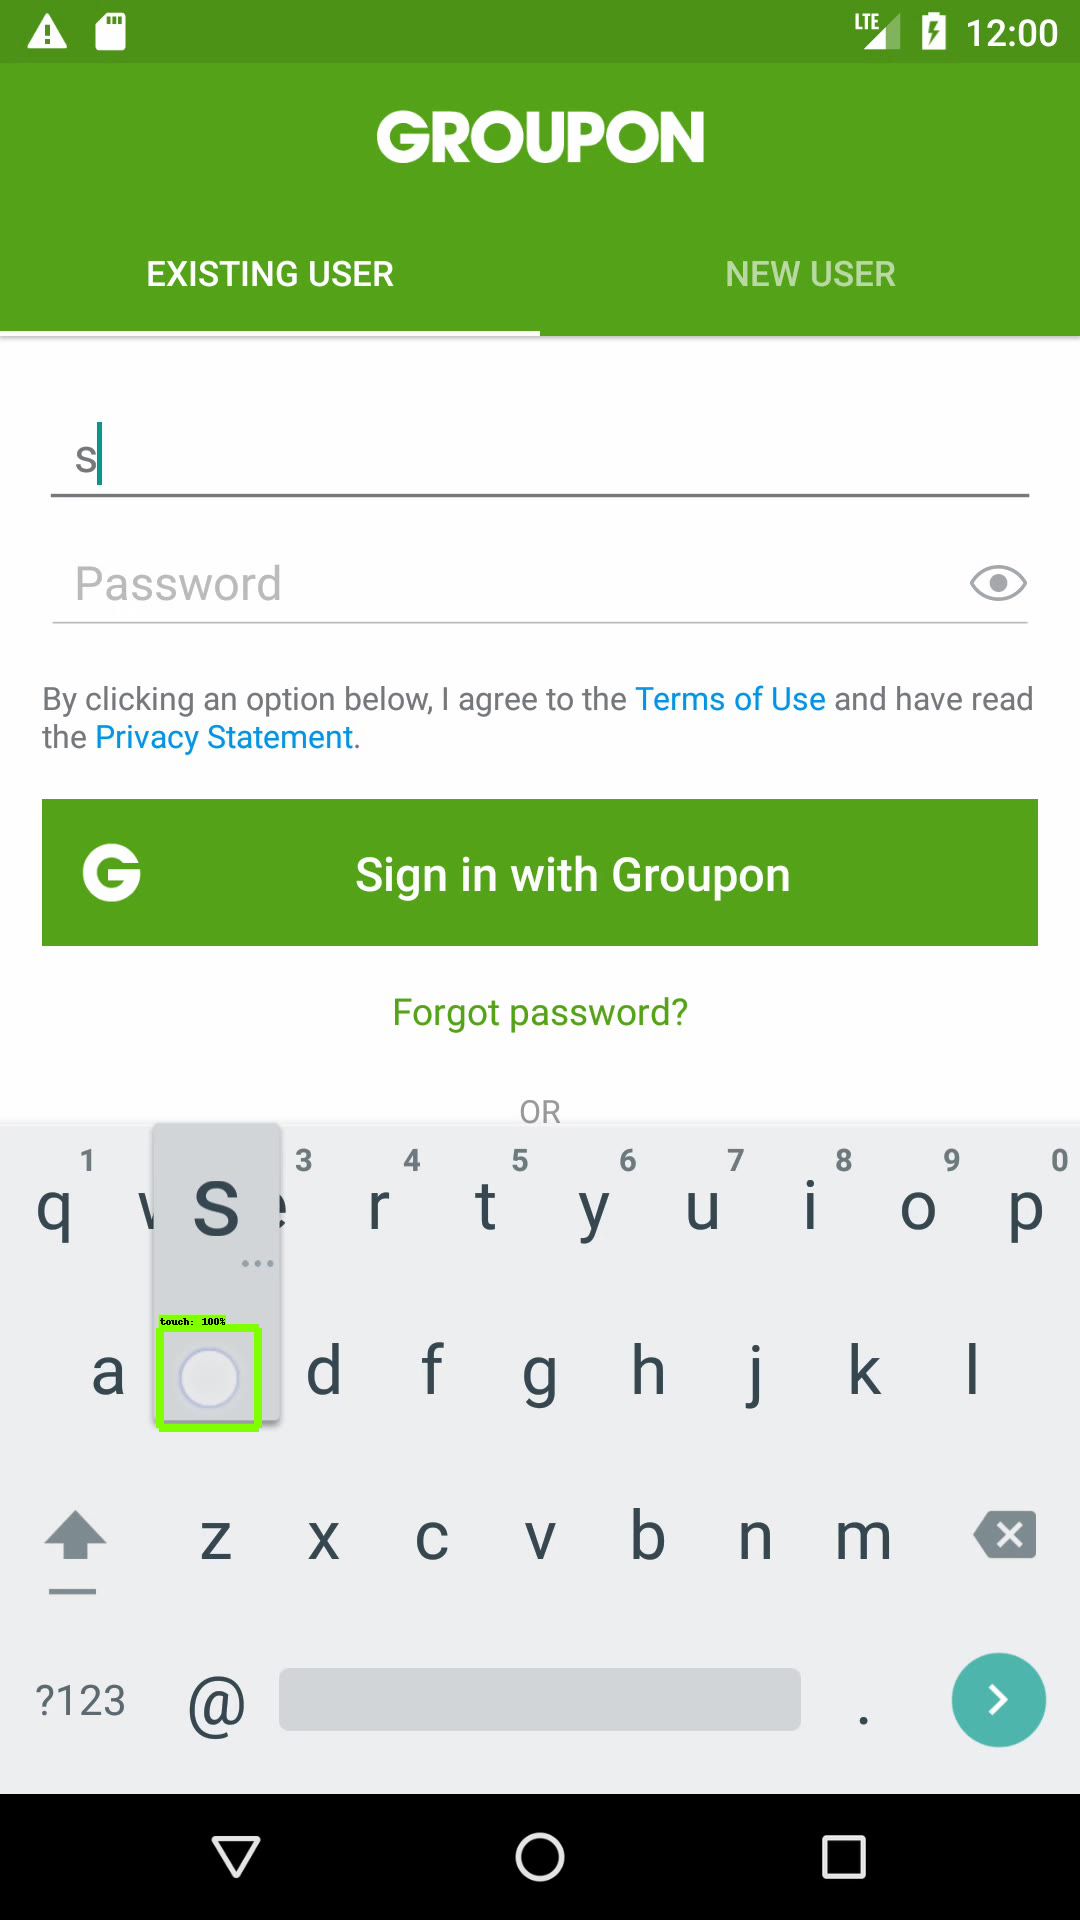 LTE 12:00
GROUPON
EXISTING USER NEW USER
s
Password
By clicking an option below, I agree to the Terms of Use and have read
the Privacy Statement.
G Sign in with Groupon
Forgot password?
OR
1 3 4 5 6 7 8 9 0
q w s e r t y u i o p
touch: 100%
a d f g h j k l
z x c v b n m
?123 @ .